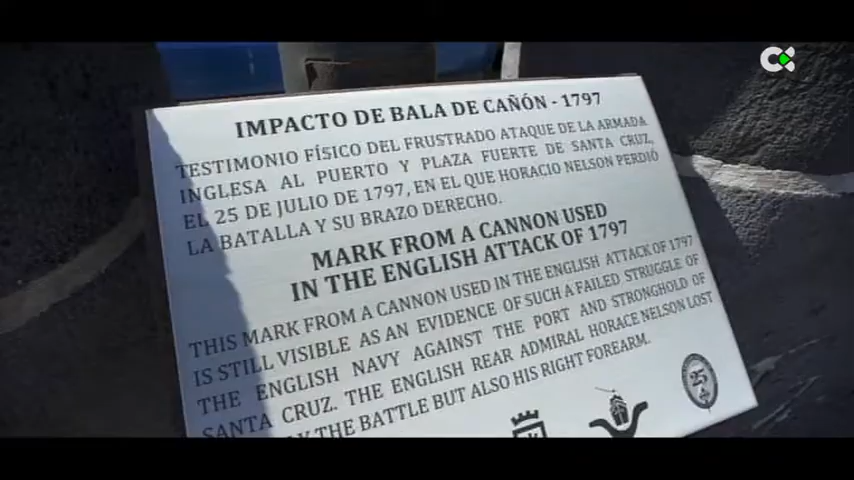 IMPACTO DE BALA DE CAÑÓN - 1797
TESTIMONIO FÍSICO DEL FRUSTRADO ATAQUE DE LA ARMADA
INGLESA AL PUERTO Y PLAZA FUERTE DE SANTA CRUZ,
EL 25 DE JULIO DE 1797, EN EL QUE HORACIO NELSON PERDIÓ
LA BATALLA Y SU BRAZO DERECHO.
MARK FROM A CANNON USED
IN THE ENGLISH ATTACK OF 1797
THIS MARK FROM A CANNON USED IN THE ENGLISH ATTACK OF 1797
IS STILL VISIBLE AS AN EVIDENCE OF SUCH A FAILED STRUGGLE OF
THE ENGLISH NAVY AGAINST THE PORT AND STRONGHOLD OF
SANTA CRUZ. THE ENGLISH REAR ADMIRAL HORACE NELSON LOST
THE BATTLE BUT ALSO HIS RIGHT FOREARM.
25